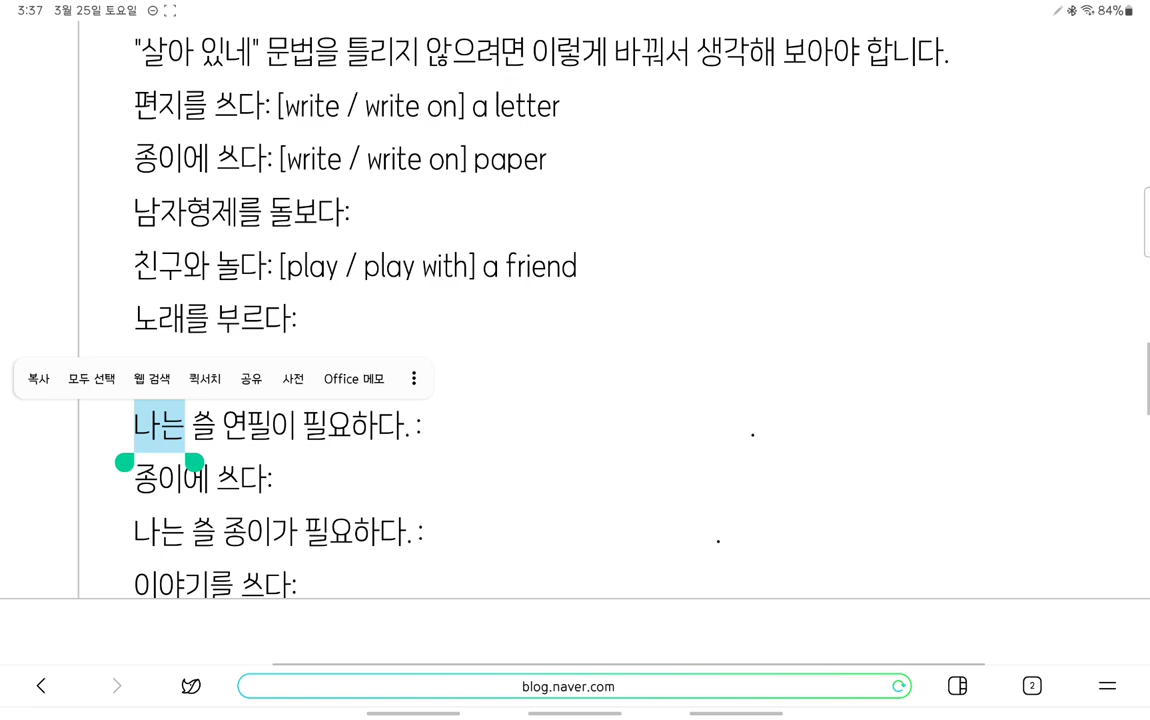 3:37 3월 25일 토요일 84%
"살아 있네" 문법을 틀리지 않으려면 이렇게 바꿔서 생각해 보아야 합니다.
편지를 쓰다: [write / write on] a letter
종이에 쓰다: [write / write on] paper
남자형제를 돌보다:
친구와 놀다: [play / play with] a friend
노래를 부르다:
복사 모두 선택 웹 검색 퀵서치 공유 사전 Office 메모
나는 쓸 연필이 필요하다. : .
종이에 쓰다:
나는 쓸 종이가 필요하다. : .
이야기를 쓰다:
blog.naver.com 2